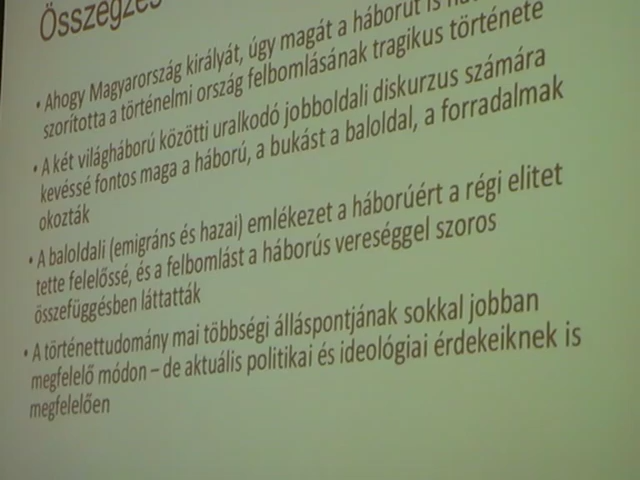 Összegzés
• Ahogy Magyarország királyát, úgy magát a háborút is
szorította a történelmi ország felbomlásának tragikus története
• A két világháború közötti uralkodó jobboldali diskurzus számára
kevéssé fontos maga a háború, a bukást a baloldal, a forradalmak
okozták
• A baloldali (emigráns és hazai) emlékezet a háborúért a régi elitet
tette felelőssé, és a felbomlást a háborús vereséggel szoros
összefüggésben láttatták
• A történettudomány mai többségi álláspontjának sokkal jobban
megfelelő módon – de aktuális politikai és ideológiai érdekeiknek is
megfelelően